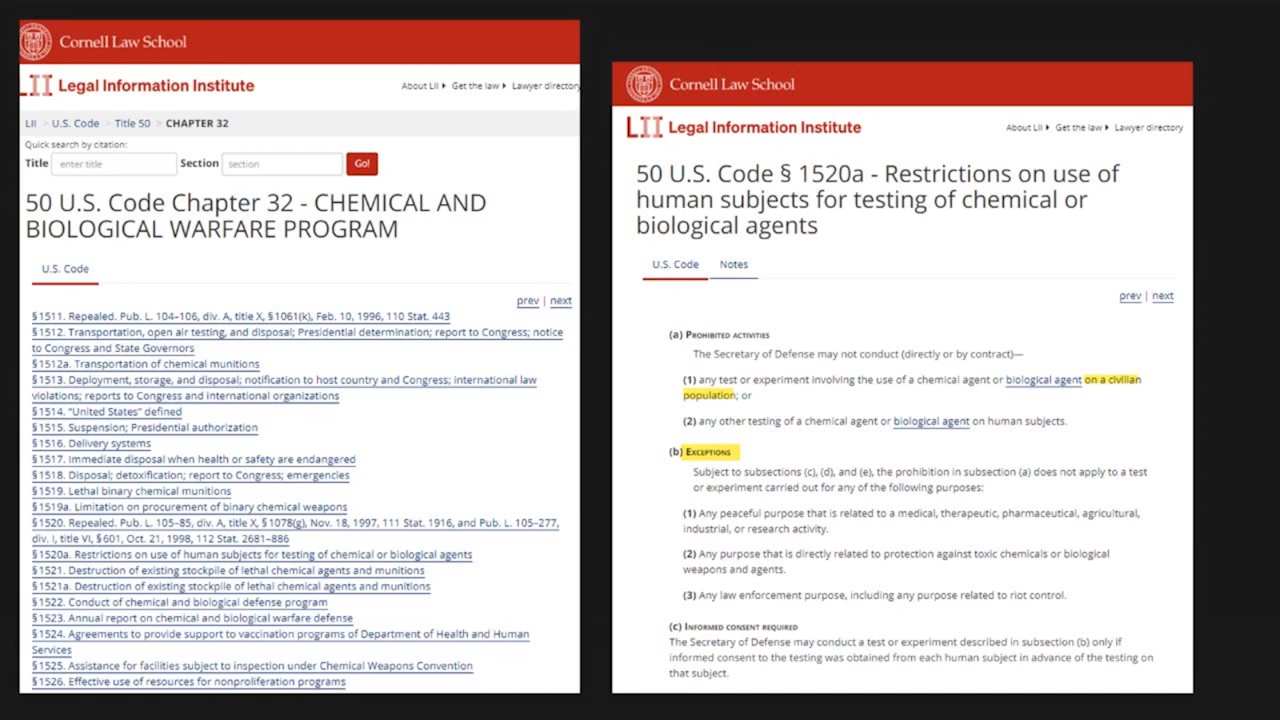 Cornell Law School
LII Legal Information Institute
About LII Get the law Lawyer directory
LII > U.S. Code > Title 50 > CHAPTER 32
Quick search by citation:
Title enter title Section section Go!
50 U.S. Code Chapter 32 - CHEMICAL AND
BIOLOGICAL WARFARE PROGRAM
U.S. Code
prev | next
§1511. Repealed. Pub. L. 104–106, div. A, title X, §1061(k), Feb. 10, 1996, 110 Stat. 443
§1512. Transportation, open air testing, and disposal; Presidential determination; report to Congress; notice
to Congress and State Governors
§1512a. Transportation of chemical munitions
§1513. Deployment, storage, and disposal; notification to host country and Congress; international law
violations; reports to Congress and international organizations
§1514. "United States" defined
§1515. Suspension; Presidential authorization
§1516. Delivery systems
§1517. Immediate disposal when health or safety are endangered
§1518. Disposal; detoxification; report to Congress; emergencies
§1519. Lethal binary chemical munitions
§1519a. Limitation on procurement of binary chemical weapons
§1520. Repealed. Pub. L. 105–85, div. A, title X, §1078(g), Nov. 18, 1997, 111 Stat. 1916, and Pub. L. 105–277,
div. I, title VI, §601, Oct. 21, 1998, 112 Stat. 2681–886
§1520a. Restrictions on use of human subjects for testing of chemical or biological agents
§1521. Destruction of existing stockpile of lethal chemical agents and munitions
§1521a. Destruction of existing stockpile of lethal chemical agents and munitions
§1522. Conduct of chemical and biological defense program
§1523. Annual report on chemical and biological warfare defense
§1524. Agreements to provide support to vaccination programs of Department of Health and Human
Services
§1525. Assistance for facilities subject to inspection under Chemical Weapons Convention
§1526. Effective use of resources for nonproliferation programs
Cornell Law School
LII Legal Information Institute
About LII Get the law Lawyer directory
50 U.S. Code § 1520a - Restrictions on use of
human subjects for testing of chemical or
biological agents
U.S. Code Notes
prev | next
(a) PROHIBITED ACTIVITIES
The Secretary of Defense may not conduct (directly or by contract)—
(1) any test or experiment involving the use of a chemical agent or biological agent on a civilian
population; or
(2) any other testing of a chemical agent or biological agent on human subjects.
(b) EXCEPTIONS
Subject to subsections (c), (d), and (e), the prohibition in subsection (a) does not apply to a test
or experiment carried out for any of the following purposes:
(1) Any peaceful purpose that is related to a medical, therapeutic, pharmaceutical, agricultural,
industrial, or research activity.
(2) Any purpose that is directly related to protection against toxic chemicals or biological
weapons and agents.
(3) Any law enforcement purpose, including any purpose related to riot control.
(c) INFORMED CONSENT REQUIRED
The Secretary of Defense may conduct a test or experiment described in subsection (b) only if
informed consent to the testing was obtained from each human subject in advance of the testing on
that subject.